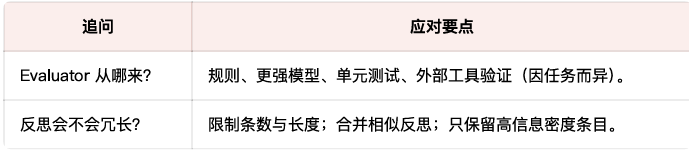 追问 应对要点
Evaluator 从哪来? 规则、更强模型、单元测试、外部工具验证（因任务而异）。
反思会不会冗长? 限制条数与长度；合并相似反思；只保留高信息密度条目。